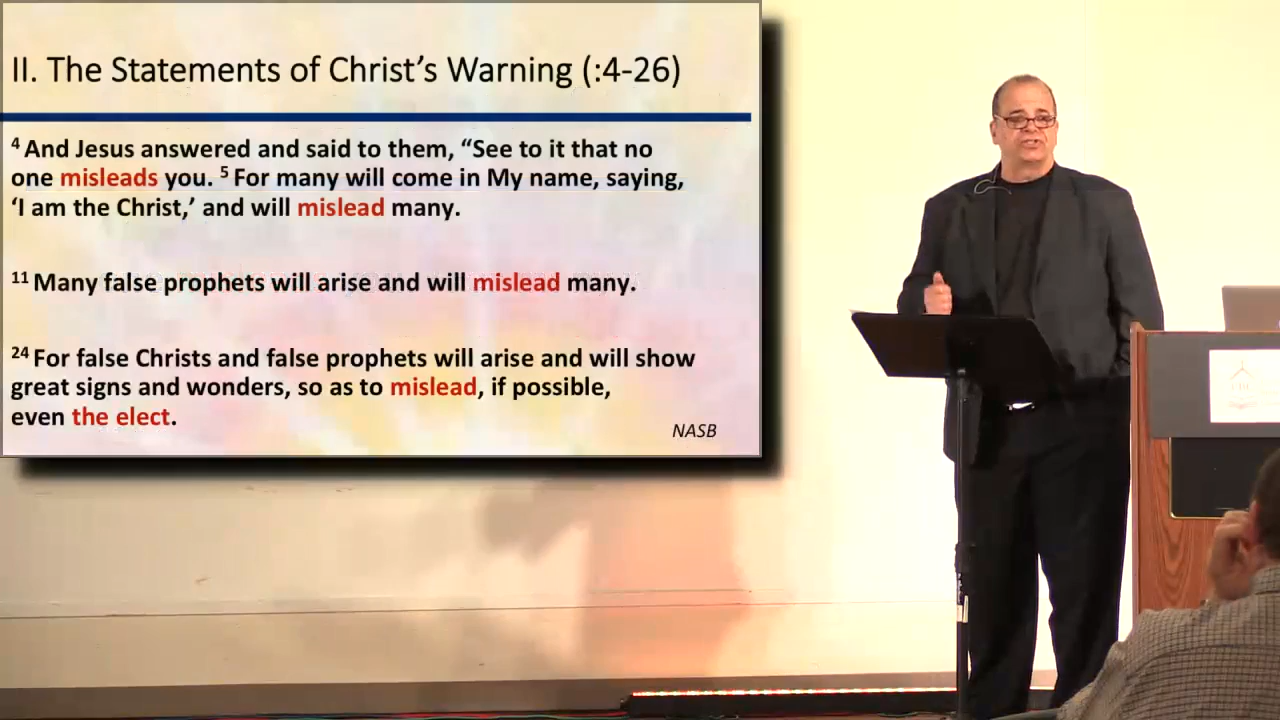 II. The Statements of Christ’s Warning (:4-26)
4 And Jesus answered and said to them, “See to it that no
one misleads you. 5 For many will come in My name, saying,
‘I am the Christ,’ and will mislead many.
11 Many false prophets will arise and will mislead many.
24 For false Christs and false prophets will arise and will show
great signs and wonders, so as to mislead, if possible,
even the elect.
NASB